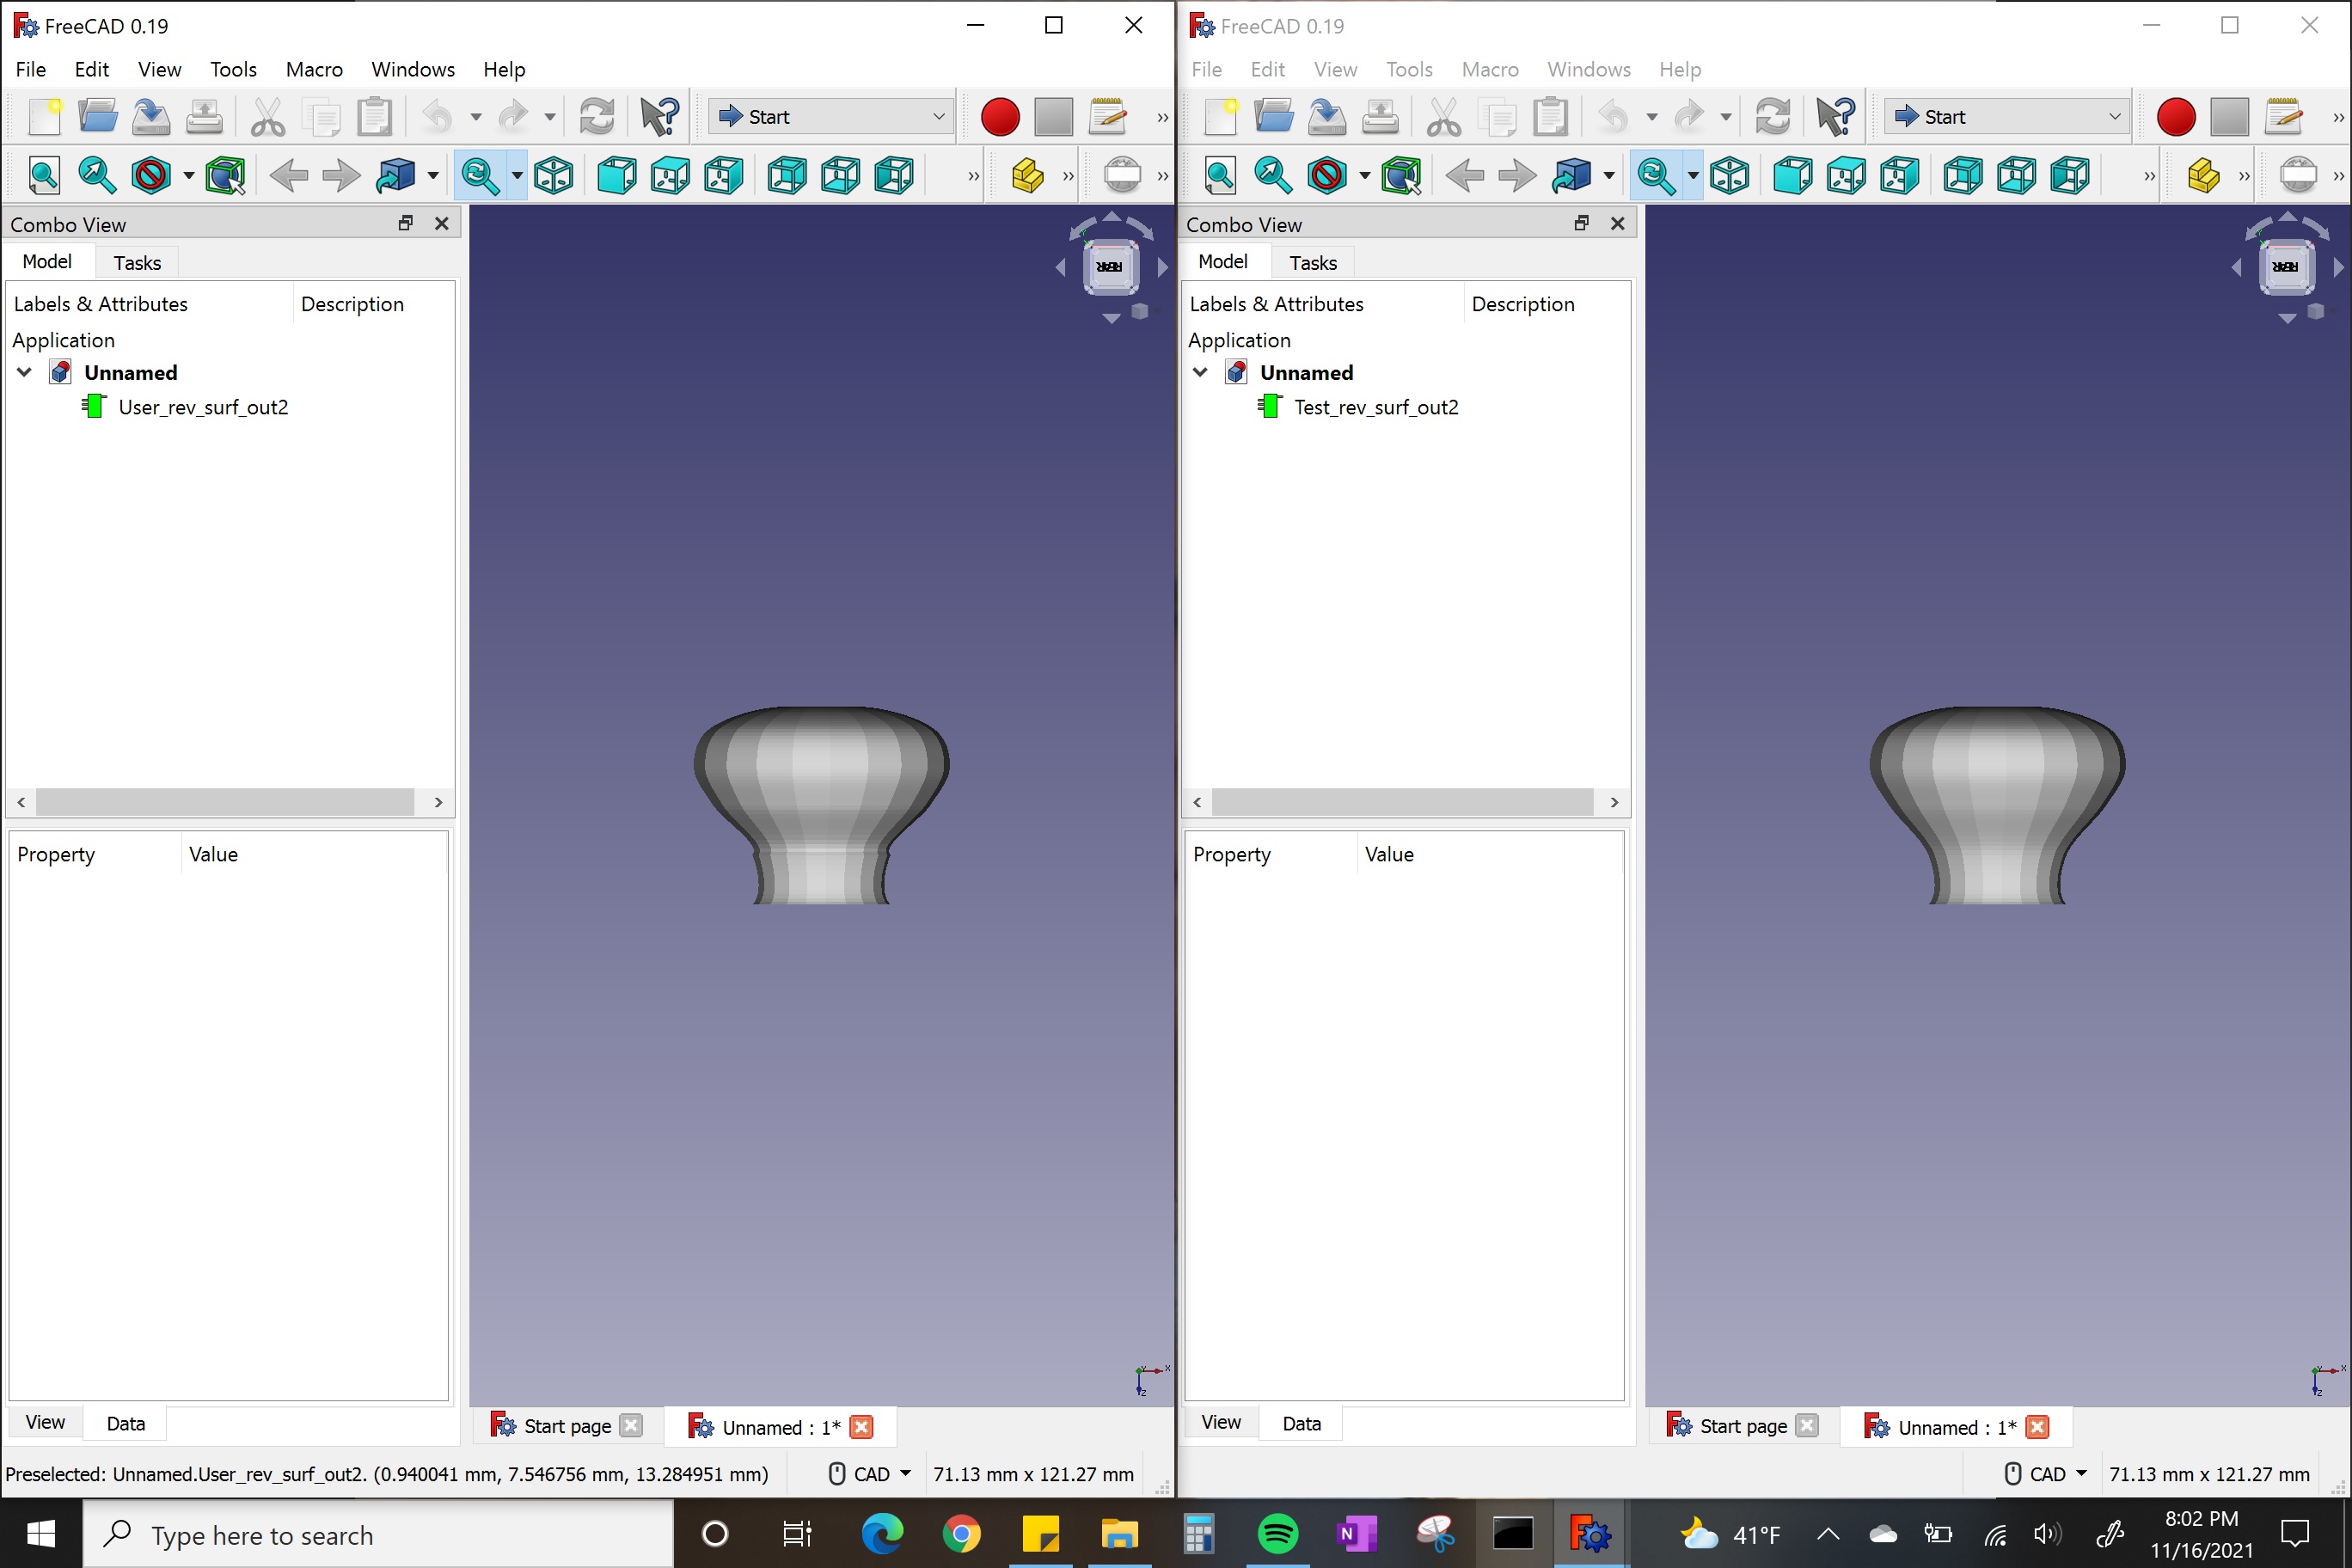 FreeCAD 0.19
File Edit View Tools Macro Windows Help
Start
Combo View
Model Tasks
Labels & Attributes Description
Application
Unnamed
User_rev_surf_out2
Property Value
REAR
X
Y
Z
View Data
Start page Unnamed : 1*
Preselected: Unnamed.User_rev_surf_out2. (0.940041 mm, 7.546756 mm, 13.284951 mm) CAD 71.13 mm x 121.27 mm
FreeCAD 0.19
File Edit View Tools Macro Windows Help
Start
Combo View
Model Tasks
Labels & Attributes Description
Application
Unnamed
Test_rev_surf_out2
Property Value
REAR
X
Y
Z
View Data
Start page Unnamed : 1*
CAD 71.13 mm x 121.27 mm
Type here to search
N
41°F
8:02 PM
11/16/2021